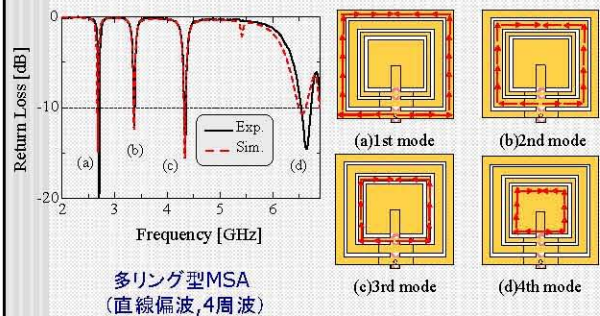 Return Loss [dB]
0
-10
-20
(a)
(b)
(c)
(d)
Exp.
Sim.
2
3
4
5
6
Frequency [GHz]
多リング型MSA
(直線偏波,4周波)
(a)1st mode
(b)2nd mode
(c)3rd mode
(d)4th mode